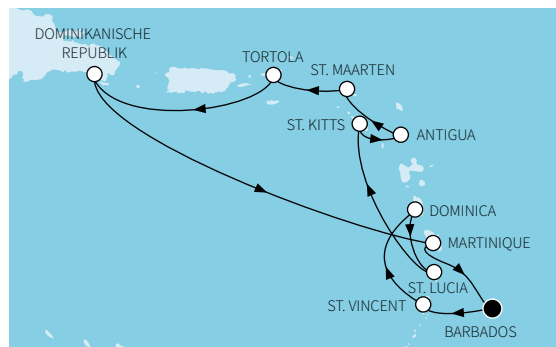 DOMINIKANISCHE
REPUBLIK
TORTOLA
ST. MAARTEN
ST. KITTS
ANTIGUA
DOMINICA
MARTINIQUE
ST. LUCIA
ST. VINCENT
BARBADOS